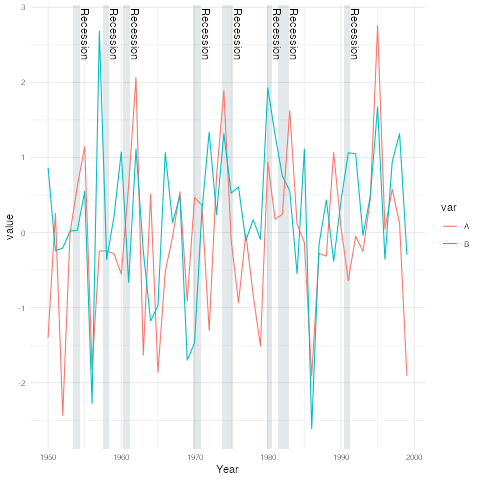 3
2
1
0
-1
-2
value
Recession
Recession
Recession
Recession
Recession
Recession
Recession
Recession
1950
1960
1970
1980
1990
2000
Year
var
A
B